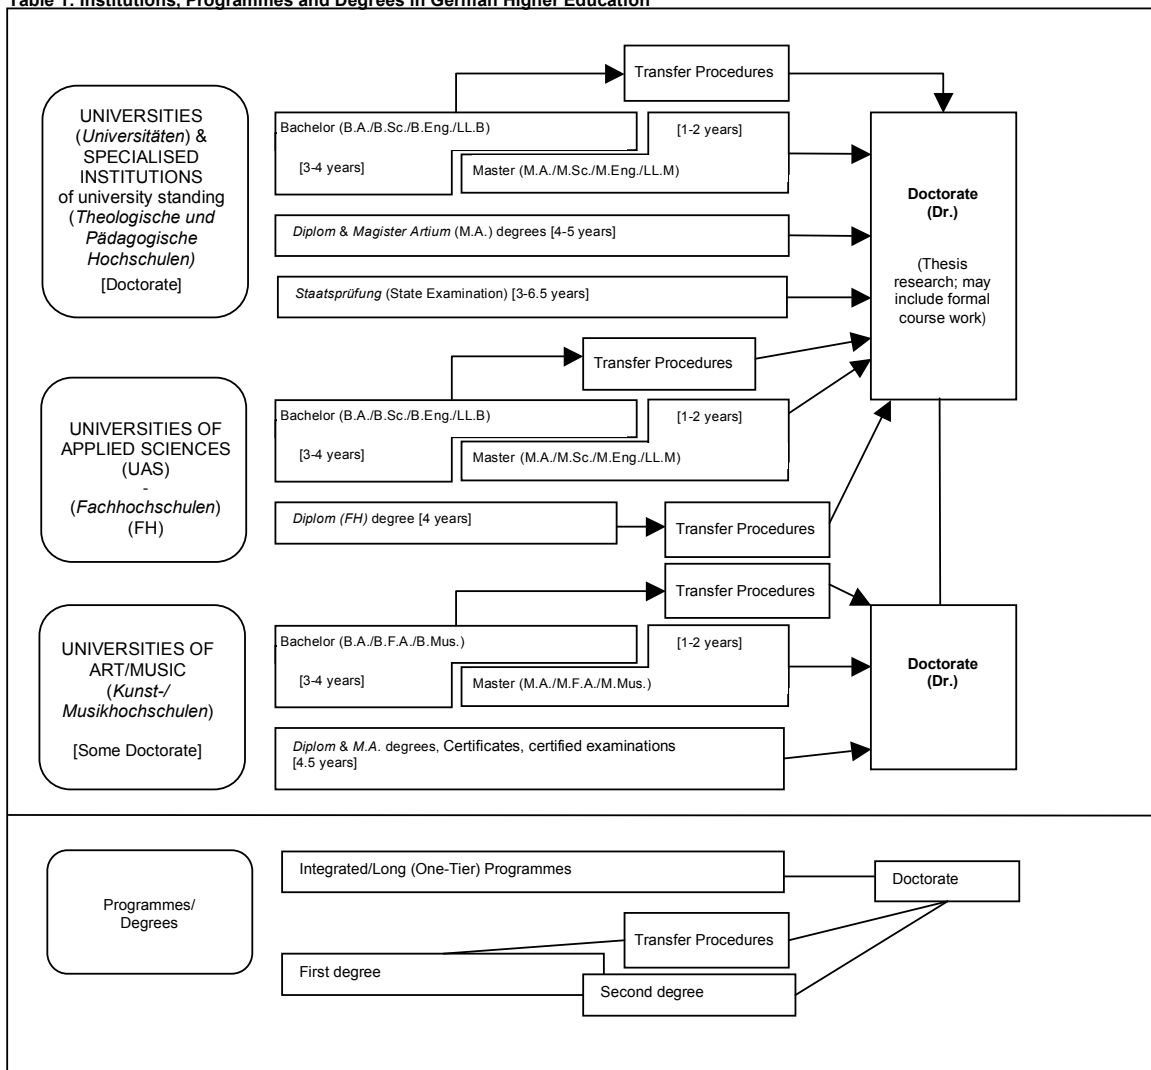 Table 1: Institutions, Programmes and Degrees in German Higher Education
Transfer Procedures
UNIVERSITIES
(Universitäten) &
SPECIALISED
INSTITUTIONS
of university standing
(Theologische und
Pädagogische
Hochschulen)
[Doctorate]
Bachelor (B.A./B.Sc./B.Eng./LL.B)
[3-4 years]
[1-2 years]
Master (M.A./M.Sc./M.Eng./LL.M)
Diplom & Magister Artium (M.A.) degrees [4-5 years]
Staatsprüfung (State Examination) [3-6.5 years]
Doctorate
(Dr.)
(Thesis
research; may
include formal
course work)
UNIVERSITIES OF
APPLIED SCIENCES
(UAS)
-
(Fachhochschulen)
(FH)
Transfer Procedures
Bachelor (B.A./B.Sc./B.Eng./LL.B)
[3-4 years]
[1-2 years]
Master (M.A./M.Sc./M.Eng./LL.M)
Diplom (FH) degree [4 years]
Transfer Procedures
UNIVERSITIES OF
ART/MUSIC
(Kunst-/
Musikhochschulen)
[Some Doctorate]
Transfer Procedures
Bachelor (B.A./B.F.A./B.Mus.)
[3-4 years]
[1-2 years]
Master (M.A./M.F.A./M.Mus.)
Diplom & M.A. degrees, Certificates, certified examinations
[4.5 years]
Doctorate
(Dr.)
Programmes/
Degrees
Integrated/Long (One-Tier) Programmes
Doctorate
Transfer Procedures
First degree
Second degree